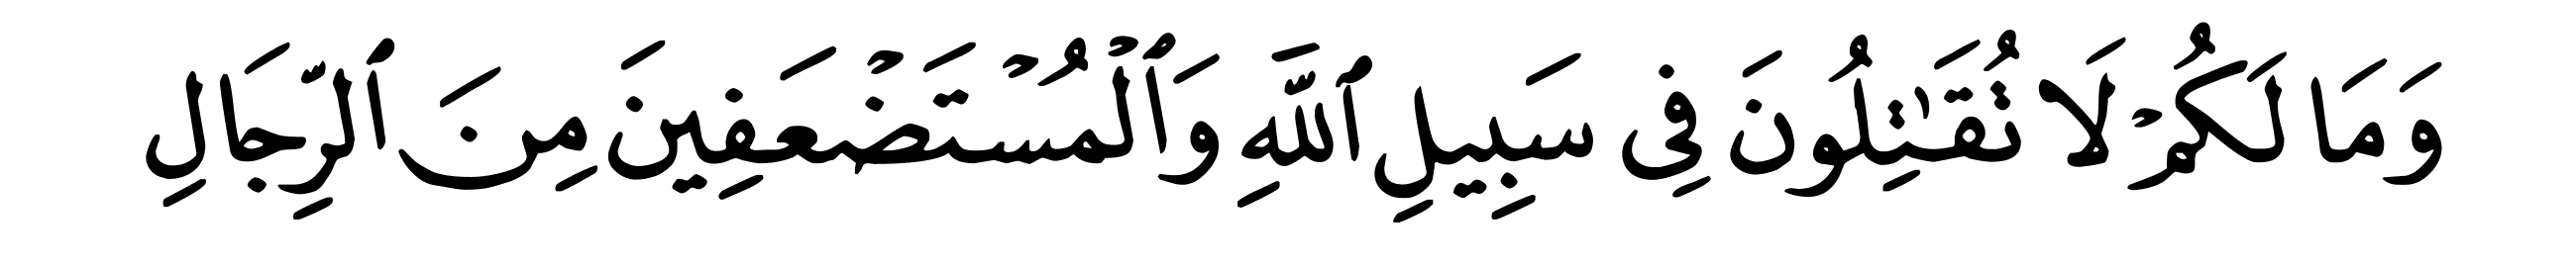 وَمَا لَكُمۡ لَا تُقَٰتِلُونَ فِي سَبِيلِ ٱللَّهِ وَٱلۡمُسۡتَضۡعَفِينَ مِنَ ٱلرِّجَالِ